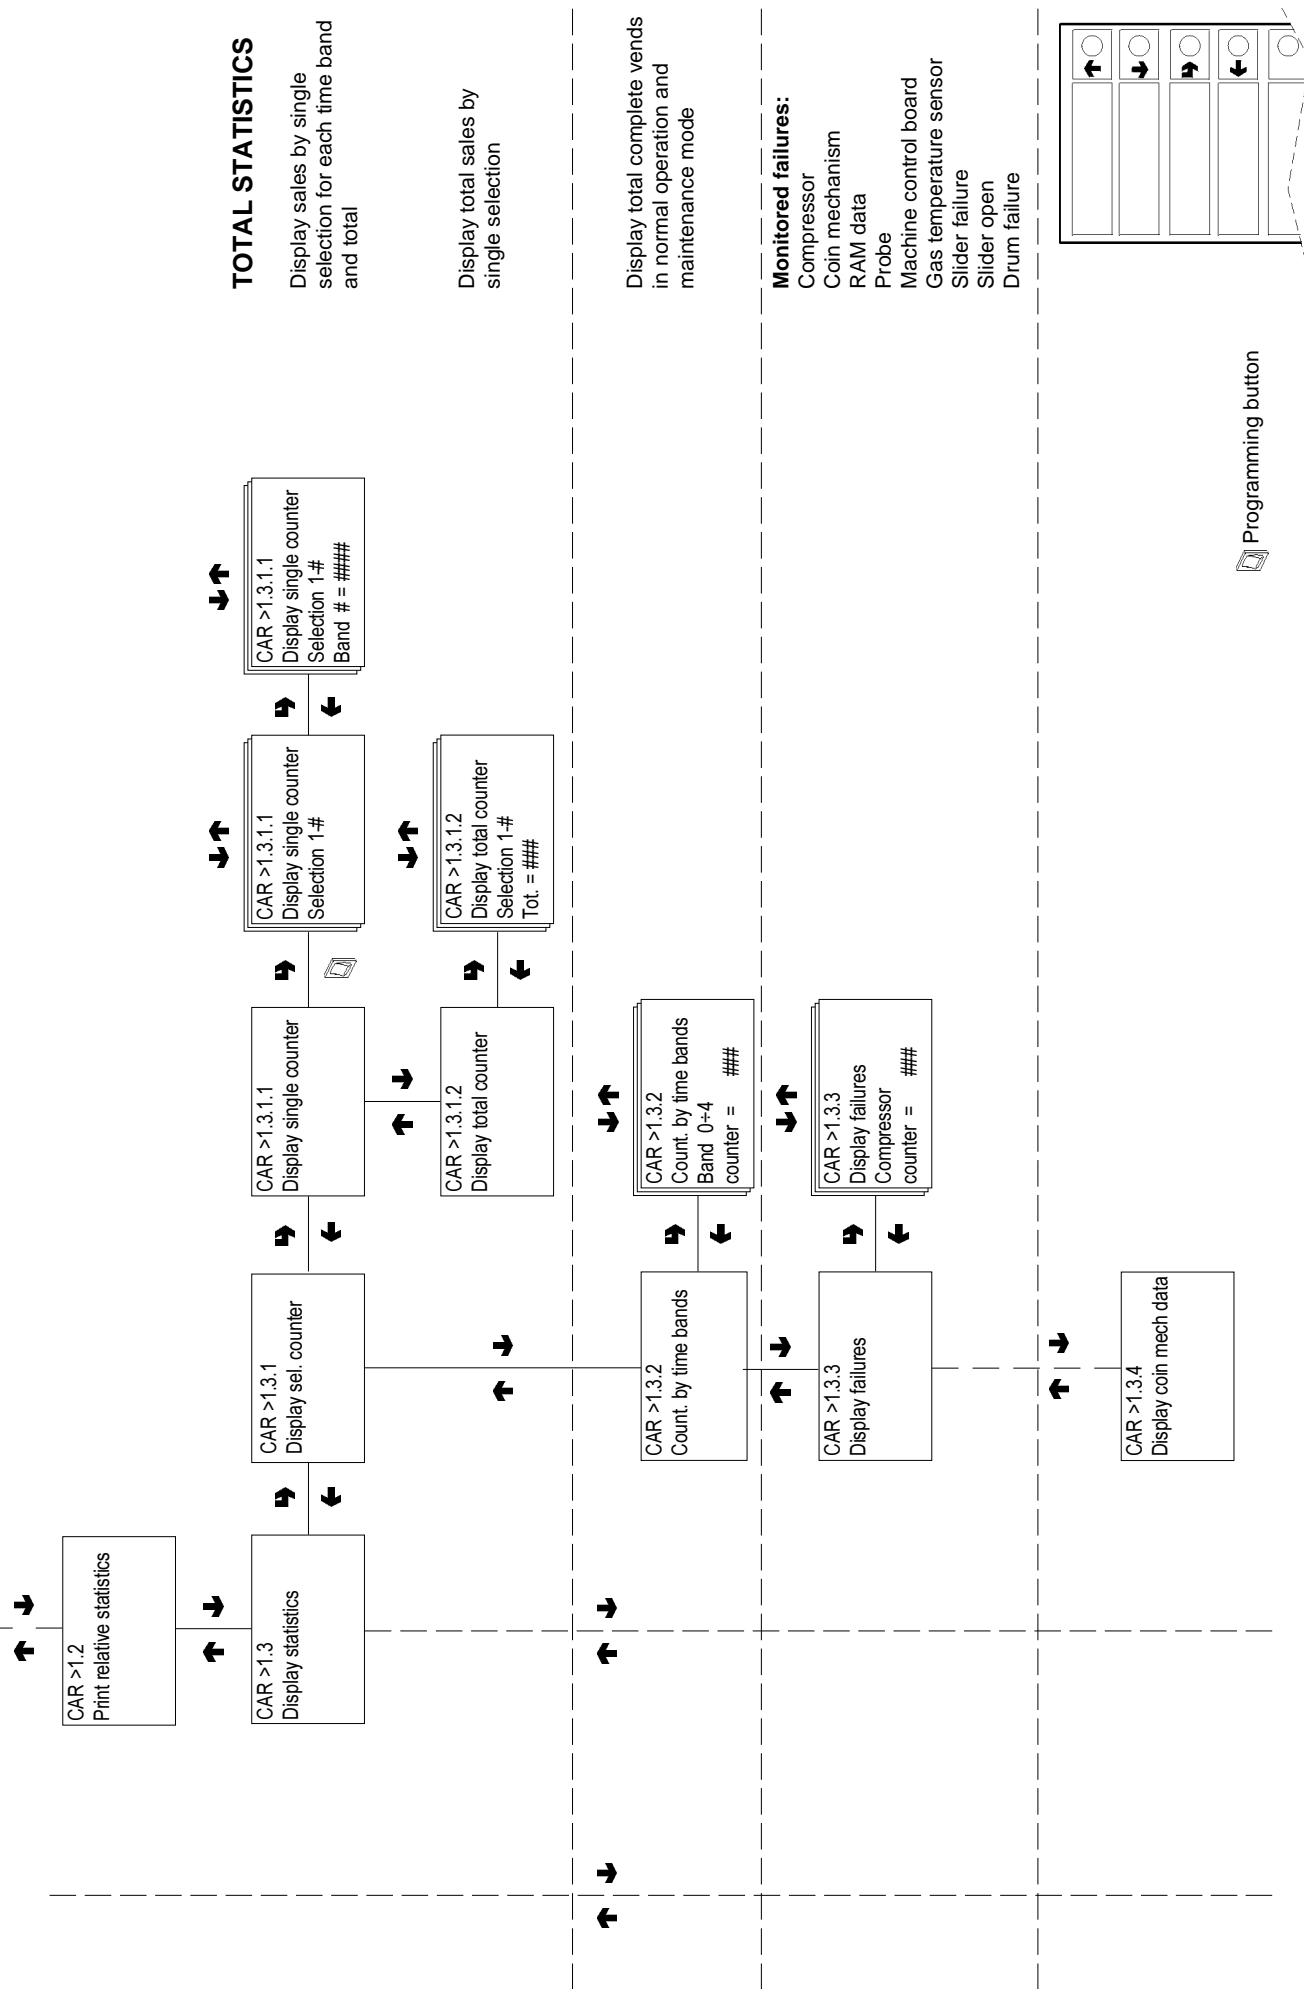 CAR >1.2
Print relative statistics
CAR >1.3
Display statistics
CAR >1.3.1
Display sel. counter
CAR >1.3.1.1
Display single counter
CAR >1.3.1.1
Display single counter
Selection 1-#
CAR >1.3.1.1
Display single counter
Selection 1-#
Band # = ####
TOTAL STATISTICS
Display sales by single
selection for each time band
and total
CAR >1.3.1.2
Display total counter
CAR >1.3.1.2
Display total counter
Selection 1-#
Tot. = ###
Display total sales by
single selection
CAR >1.3.2
Count. by time bands
CAR >1.3.2
Count. by time bands
Band 0÷4
counter = ###
Display total complete vends
in normal operation and
maintenance mode
CAR >1.3.3
Display failures
CAR >1.3.3
Display failures
Compressor
counter = ###
Monitored failures:
Compressor
Coin mechanism
RAM data
Probe
Machine control board
Gas temperature sensor
Slider failure
Slider open
Drum failure
CAR >1.3.4
Display coin mech data
Programming button